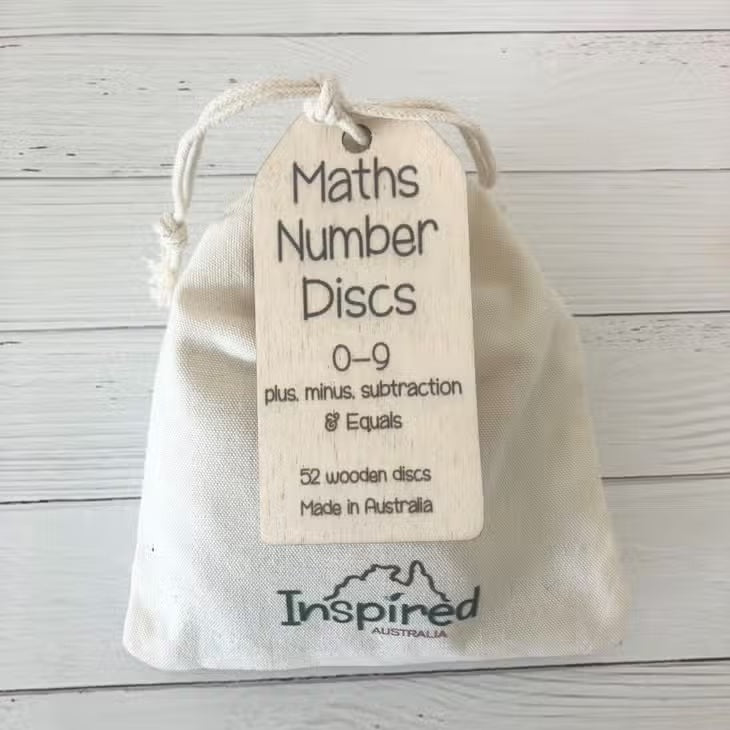 Maths
Number
Discs
0–9
plus, minus, subtraction
& Equals
52 wooden discs
Made in Australia
Inspired
AUSTRALIA